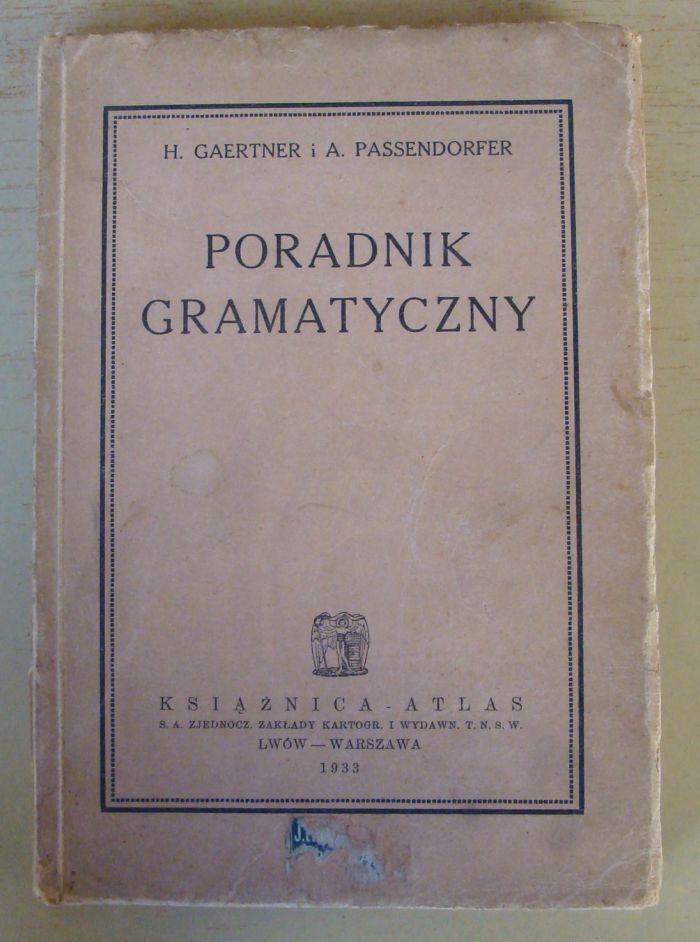 H. GAERTNER i A. PASSENDORFER
PORADNIK
GRAMATYCZNY
KSIĄŻNICA - ATLAS
S. A. ZJEDNOCZ. ZAKŁADY KARTOGR. I WYDAWN. T. N. S. W.
LWÓW — WARSZAWA
1933